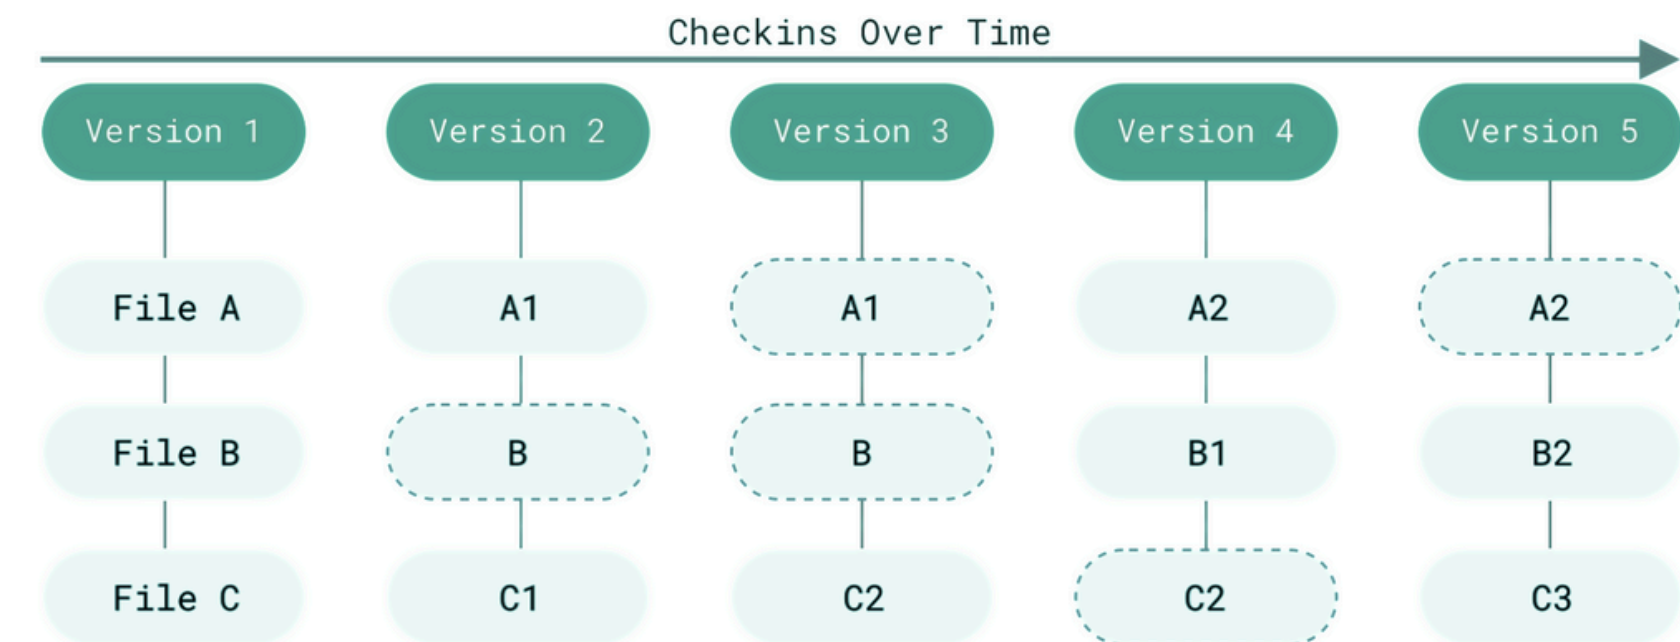 Checkins Over Time
Version 1 Version 2 Version 3 Version 4 Version 5
File A A1 A1 A2 A2
File B B B B1 B2
File C C1 C2 C2 C3